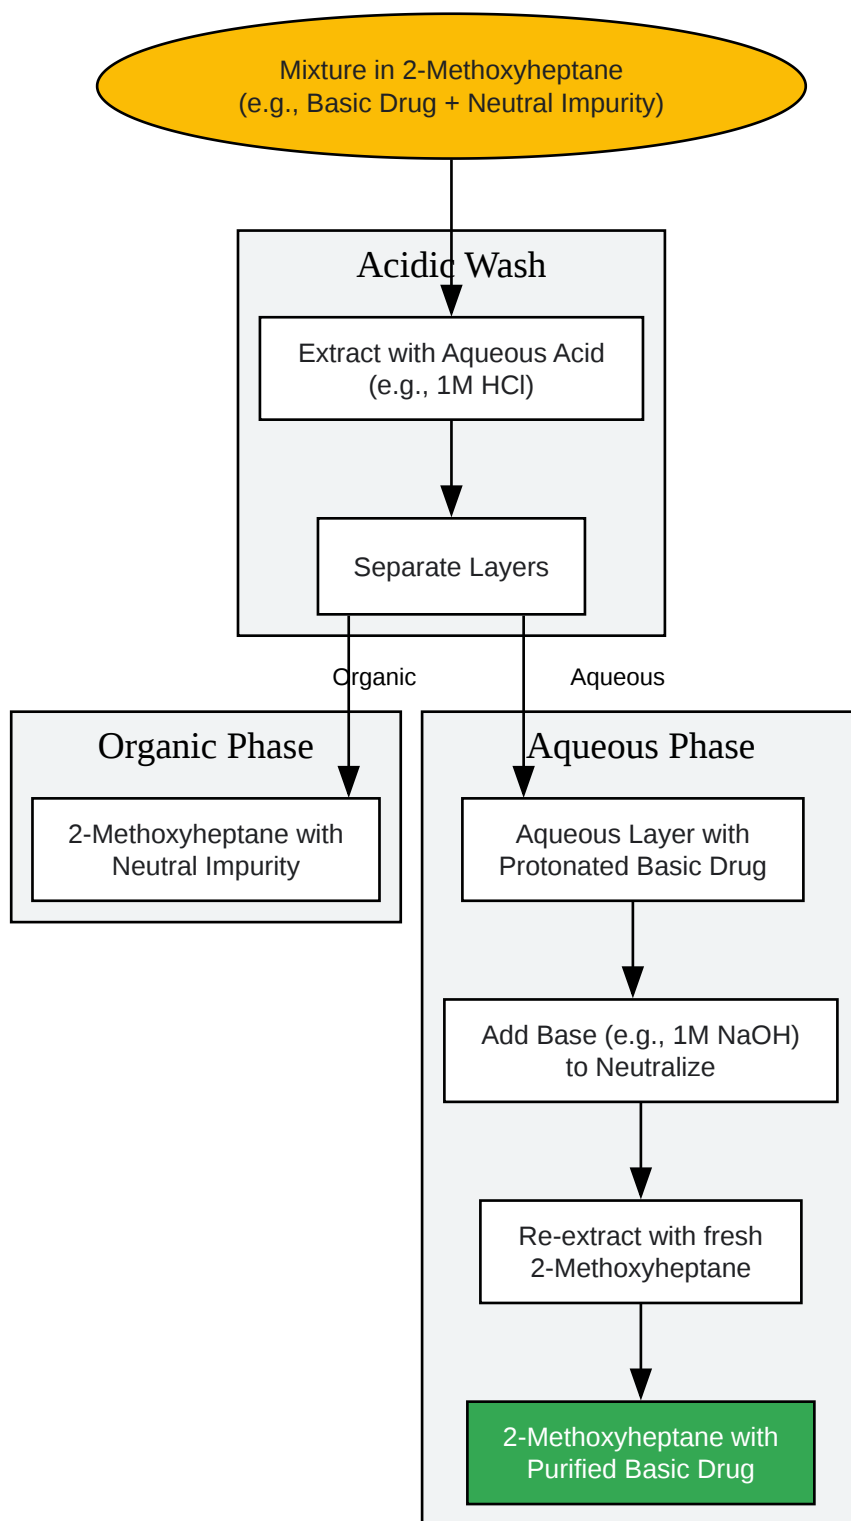 Mixture in 2-Methoxyheptane
(e.g., Basic Drug + Neutral Impurity)
Acidic Wash
Extract with Aqueous Acid
(e.g., 1M HCl)
Separate Layers
Organic
Aqueous
Organic Phase
2-Methoxyheptane with
Neutral Impurity
Aqueous Phase
Aqueous Layer with
Protonated Basic Drug
Add Base (e.g., 1M NaOH)
to Neutralize
Re-extract with fresh
2-Methoxyheptane
2-Methoxyheptane with
Purified Basic Drug